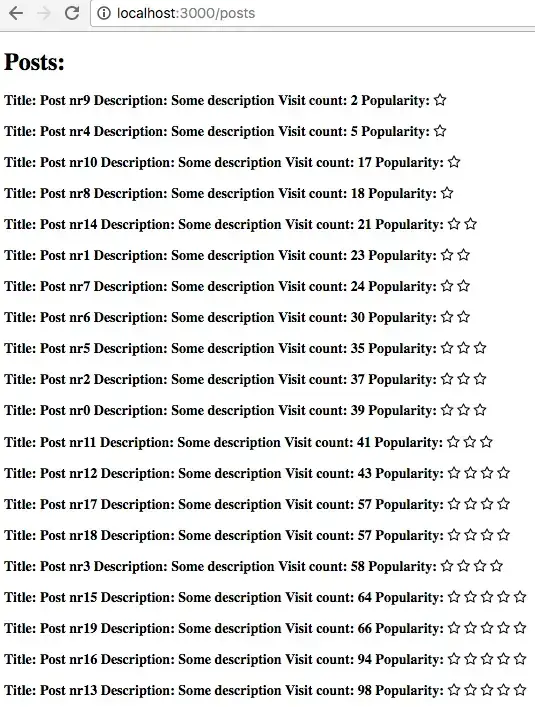 localhost:3000/posts
Posts:
Title: Post nr9 Description: Some description Visit count: 2 Popularity: ☆
Title: Post nr4 Description: Some description Visit count: 5 Popularity: ☆
Title: Post nr10 Description: Some description Visit count: 17 Popularity: ☆
Title: Post nr8 Description: Some description Visit count: 18 Popularity: ☆
Title: Post nr14 Description: Some description Visit count: 21 Popularity: ☆ ☆
Title: Post nr1 Description: Some description Visit count: 23 Popularity: ☆ ☆
Title: Post nr7 Description: Some description Visit count: 24 Popularity: ☆ ☆
Title: Post nr6 Description: Some description Visit count: 30 Popularity: ☆ ☆
Title: Post nr5 Description: Some description Visit count: 35 Popularity: ☆ ☆ ☆
Title: Post nr2 Description: Some description Visit count: 37 Popularity: ☆ ☆ ☆
Title: Post nr0 Description: Some description Visit count: 39 Popularity: ☆ ☆ ☆
Title: Post nr11 Description: Some description Visit count: 41 Popularity: ☆ ☆ ☆
Title: Post nr12 Description: Some description Visit count: 43 Popularity: ☆ ☆ ☆ ☆
Title: Post nr17 Description: Some description Visit count: 57 Popularity: ☆ ☆ ☆ ☆
Title: Post nr18 Description: Some description Visit count: 57 Popularity: ☆ ☆ ☆ ☆
Title: Post nr3 Description: Some description Visit count: 58 Popularity: ☆ ☆ ☆ ☆
Title: Post nr15 Description: Some description Visit count: 64 Popularity: ☆ ☆ ☆ ☆ ☆
Title: Post nr19 Description: Some description Visit count: 66 Popularity: ☆ ☆ ☆ ☆ ☆
Title: Post nr16 Description: Some description Visit count: 94 Popularity: ☆ ☆ ☆ ☆ ☆
Title: Post nr13 Description: Some description Visit count: 98 Popularity: ☆ ☆ ☆ ☆ ☆